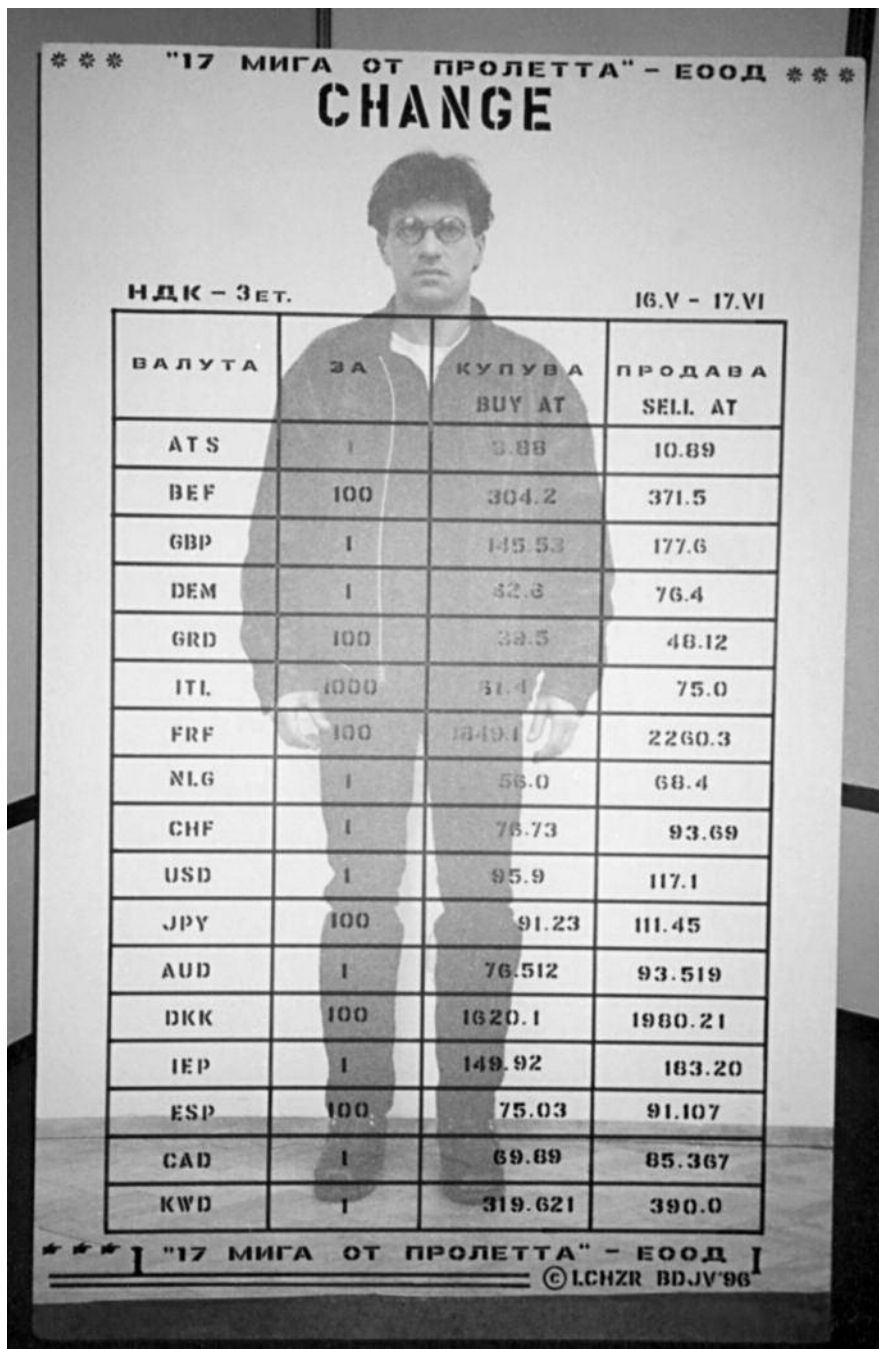 "17 МИГА ОТ ПРОЛЕТТА" - ЕООД
CHANGE
НДК - 3 ЕТ. 16.V - 17.VI
ВАЛУТА ЗА КУПУВА ПРОДАВА
BUY AT SELL AT
ATS 1 10.89
BEF 100 304.2 371.5
GBP 1 145.53 177.6
DEM 1 76.4
GRD 100 48.12
ITL 1000 61.4 75.0
FRF 100 1849.1 2260.3
NLG 1 56.0 68.4
CHF 1 76.73 93.69
USD 1 95.9 117.1
JPY 100 91.23 111.45
AUD 1 76.512 93.519
DKK 100 1620.1 1980.21
IEP 1 149.92 183.20
ESP 100 75.03 91.107
CAD 1 69.89 85.367
KWD 1 319.621 390.0
"17 МИГА ОТ ПРОЛЕТТА" - ЕООД
© LCHZR BDJV'96